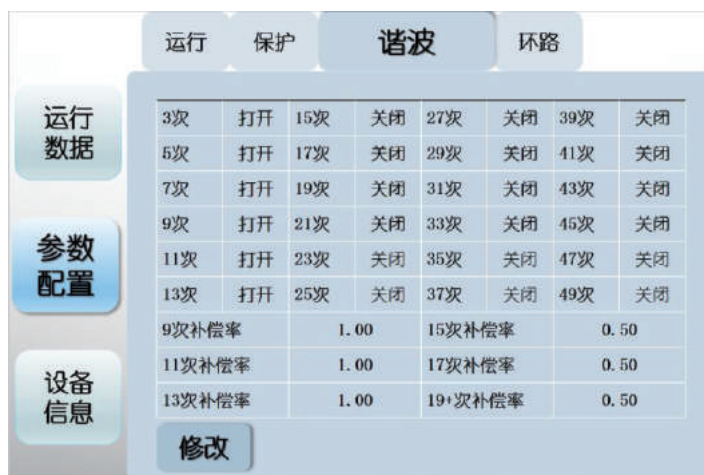 运行 保护 谐波 环路
运行
数据
参数
配置
设备
信息
3次 打开 15次 关闭 27次 关闭 39次 关闭
5次 打开 17次 关闭 29次 关闭 41次 关闭
7次 打开 19次 关闭 31次 关闭 43次 关闭
9次 打开 21次 关闭 33次 关闭 45次 关闭
11次 打开 23次 关闭 35次 关闭 47次 关闭
13次 打开 25次 关闭 37次 关闭 49次 关闭
9次补偿率 1.00 15次补偿率 0.50
11次补偿率 1.00 17次补偿率 0.50
13次补偿率 1.00 19+次补偿率 0.50
修改